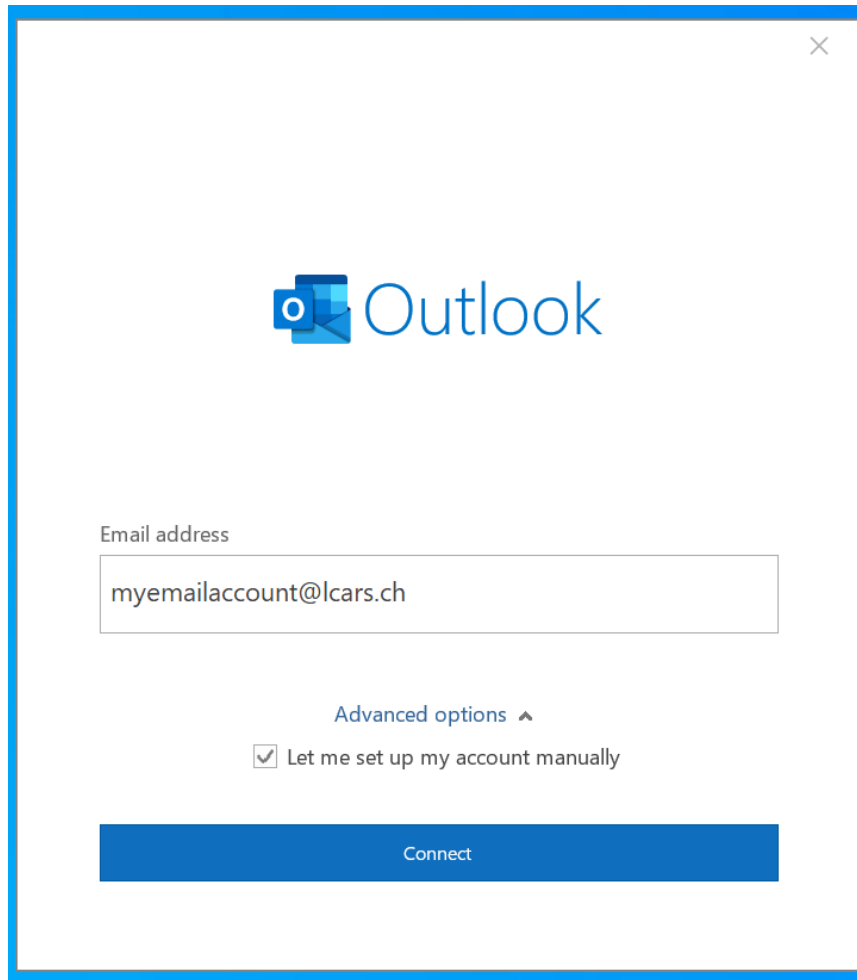 Outlook
Email address
myemailaccount@lcars.ch
Advanced options
Let me set up my account manually
Connect